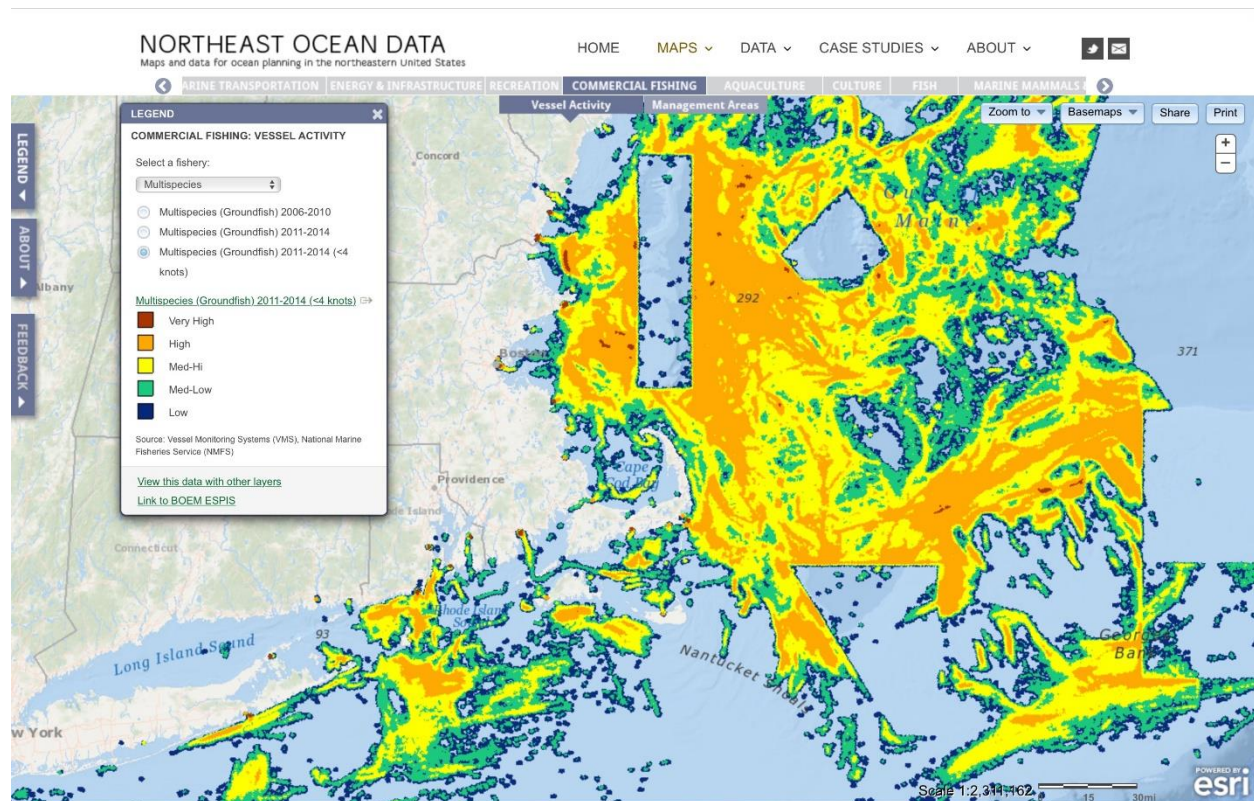 NORTHEAST OCEAN DATA
Maps and data for ocean planning in the northeastern United States
HOME MAPS DATA CASE STUDIES ABOUT
ARINE TRANSPORTATION ENERGY & INFRASTRUCTURE RECREATION COMMERCIAL FISHING AQUACULTURE CULTURE FISH MARINE MAMMALS &
Vessel Activity Management Areas
Zoom to Basemaps Share Print
+
−
LEGEND
ABOUT
FEEDBACK
LEGEND
COMMERCIAL FISHING: VESSEL ACTIVITY
Select a fishery:
Multispecies
Multispecies (Groundfish) 2006-2010
Multispecies (Groundfish) 2011-2014
Multispecies (Groundfish) 2011-2014 (<4
knots)
Multispecies (Groundfish) 2011-2014 (<4 knots)
Very High
High
Med-Hi
Med-Low
Low
Source: Vessel Monitoring Systems (VMS), National Marine
Fisheries Service (NMFS)
View this data with other layers
Link to BOEM ESPIS
Concord
lbany
Boston
292
371
Cape
Cod Bay
Providence
de Island
Connecticut
Rhode Island
Sound
93
Long Island Sound
Nantucket Shoals
Georges
Bank
w York
Scale 1:2,311,162
15 30mi
POWERED BY
esri